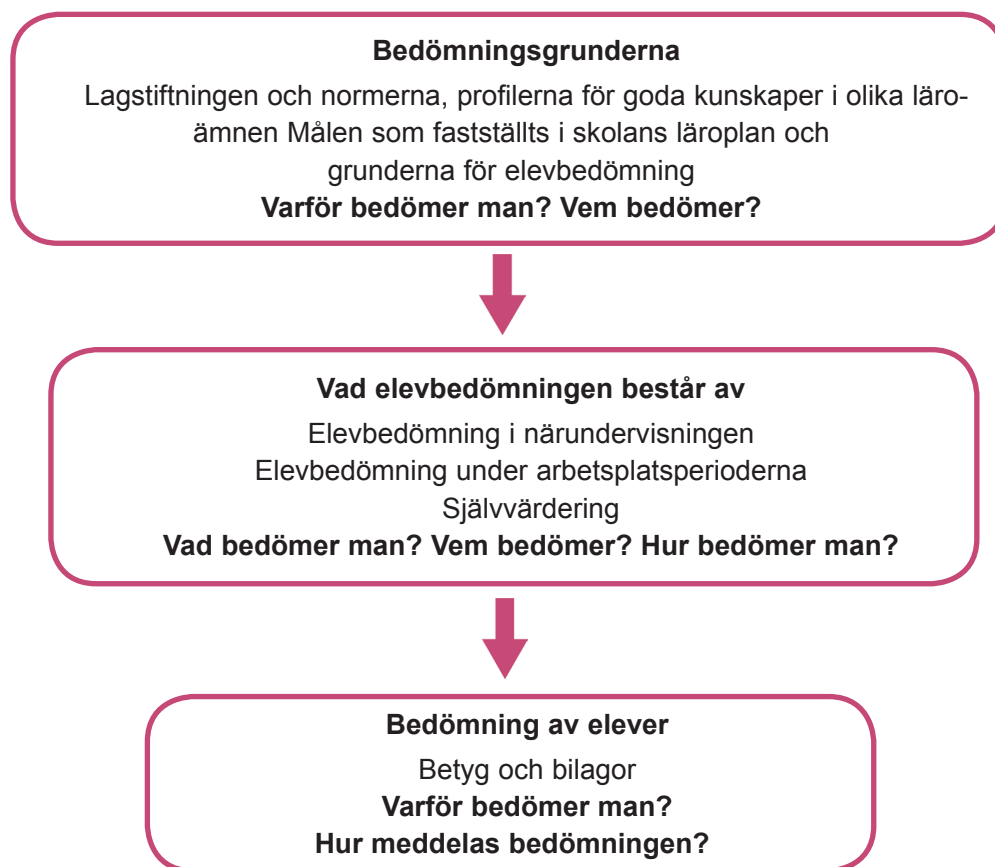 Bedömningsgrunderna
Lagstiftningen och normerna, profilerna för goda kunskaper i olika läro-
ämnen Målen som fastställts i skolans läroplan och
grunderna för elevbedömning
Varför bedömer man? Vem bedömer?
Vad elevbedömningen består av
Elevbedömning i närundervisningen
Elevbedömning under arbetsplatsperioderna
Självvärdering
Vad bedömer man? Vem bedömer? Hur bedömer man?
Bedömning av elever
Betyg och bilagor
Varför bedömer man?
Hur meddelas bedömningen?